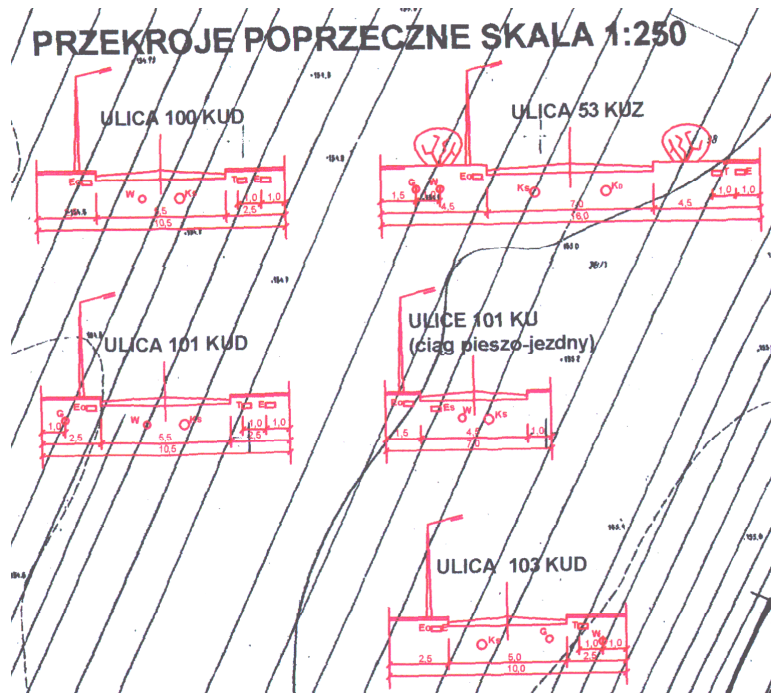 PRZEKROJE POPRZECZNE SKALA 1:250
ULICA 100 KUD
Eo W Ks T E
1,0 1,0
5,5 2,5
10,5
ULICA 53 KUZ
G W Eo Ks KD T E
1,5 4,5 7,0 4,5 1,0 1,0
16,0
ULICA 101 KUD
G Eo W Ks T E
1,0 1,0 1,0
2,5 5,5 2,5
10,5
ULICE 101 KU
(ciąg pieszo-jezdny)
Eo Es W Ks
1,5 4,5 1,0
7,0
ULICA 103 KUD
Eo E Ks G T W
1,0 1,0
2,5 5,0 2,5
10,0